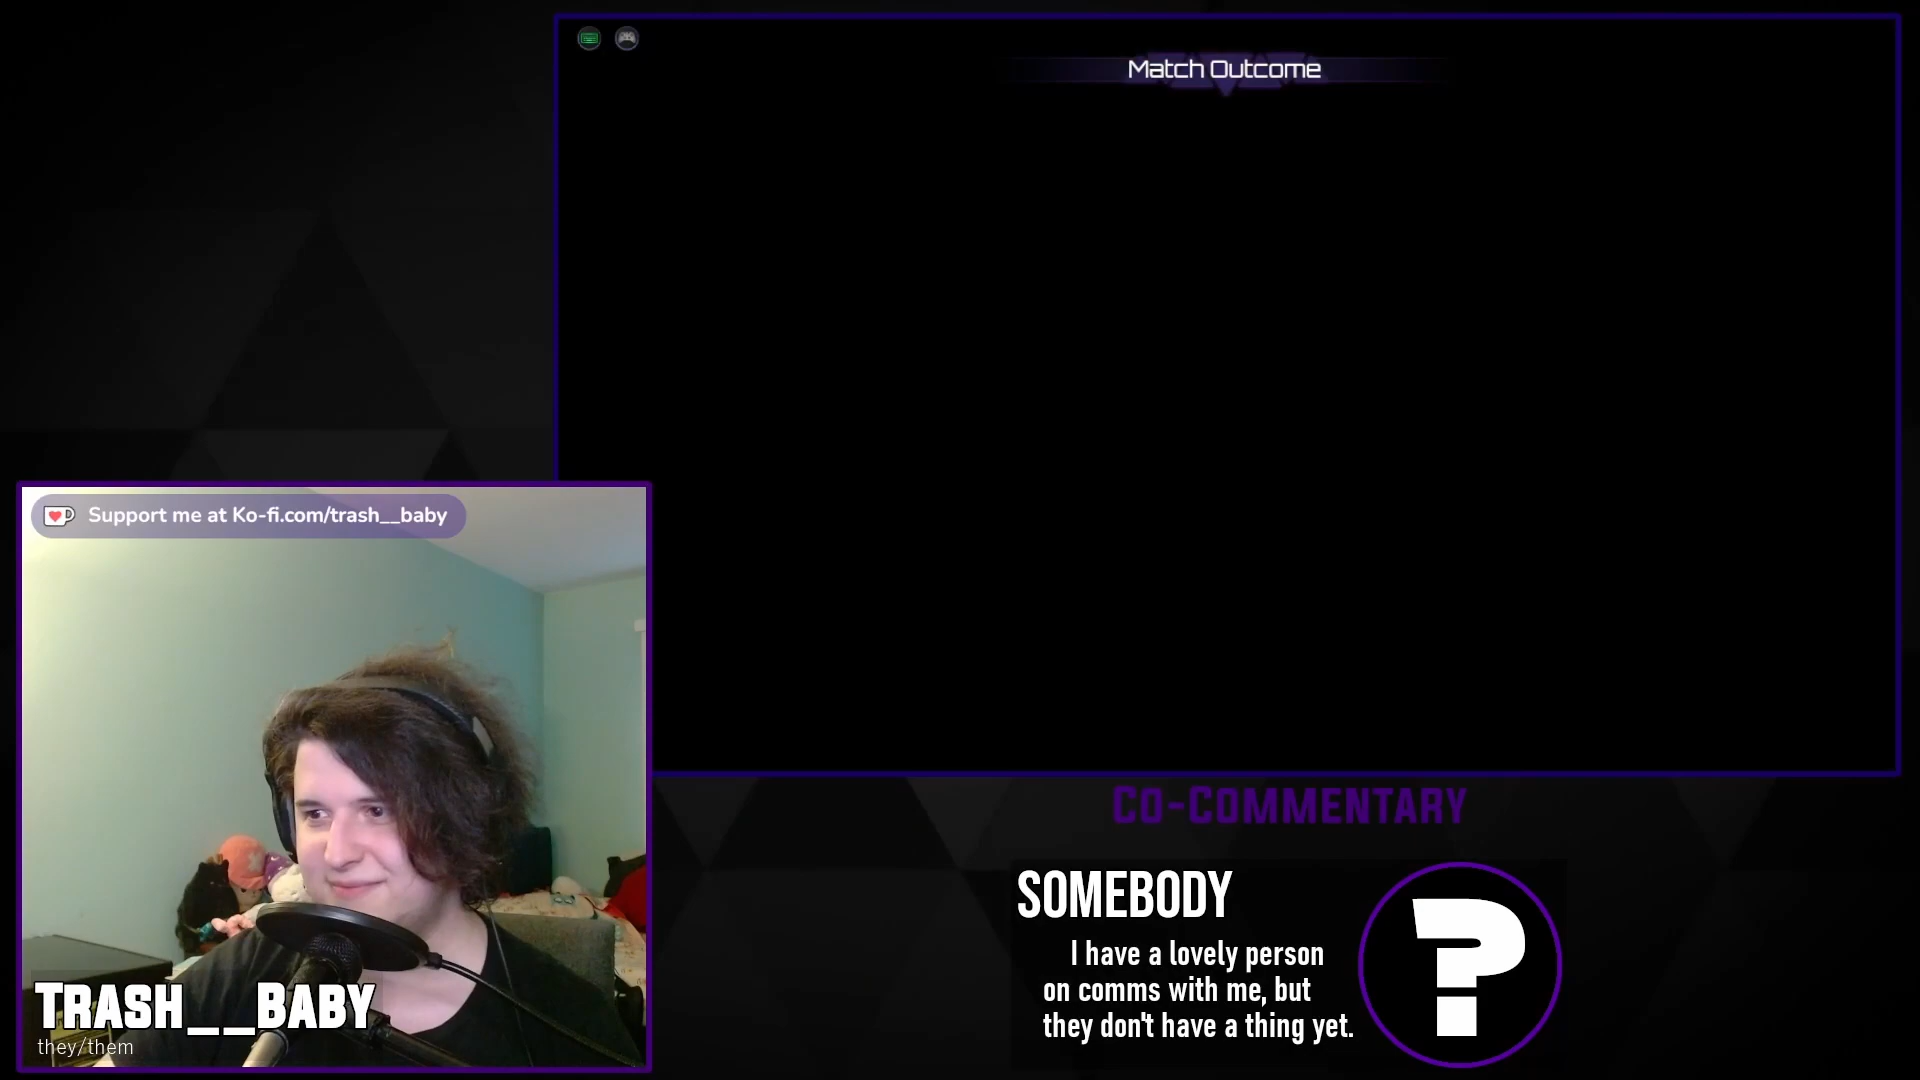 Match Outcome
Support me at Ko-fi.com/trash__baby
TRASH__BABY
they/them
CO-COMMENTARY
SOMEBODY
I have a lovely person
on comms with me, but
they don't have a thing yet.
?